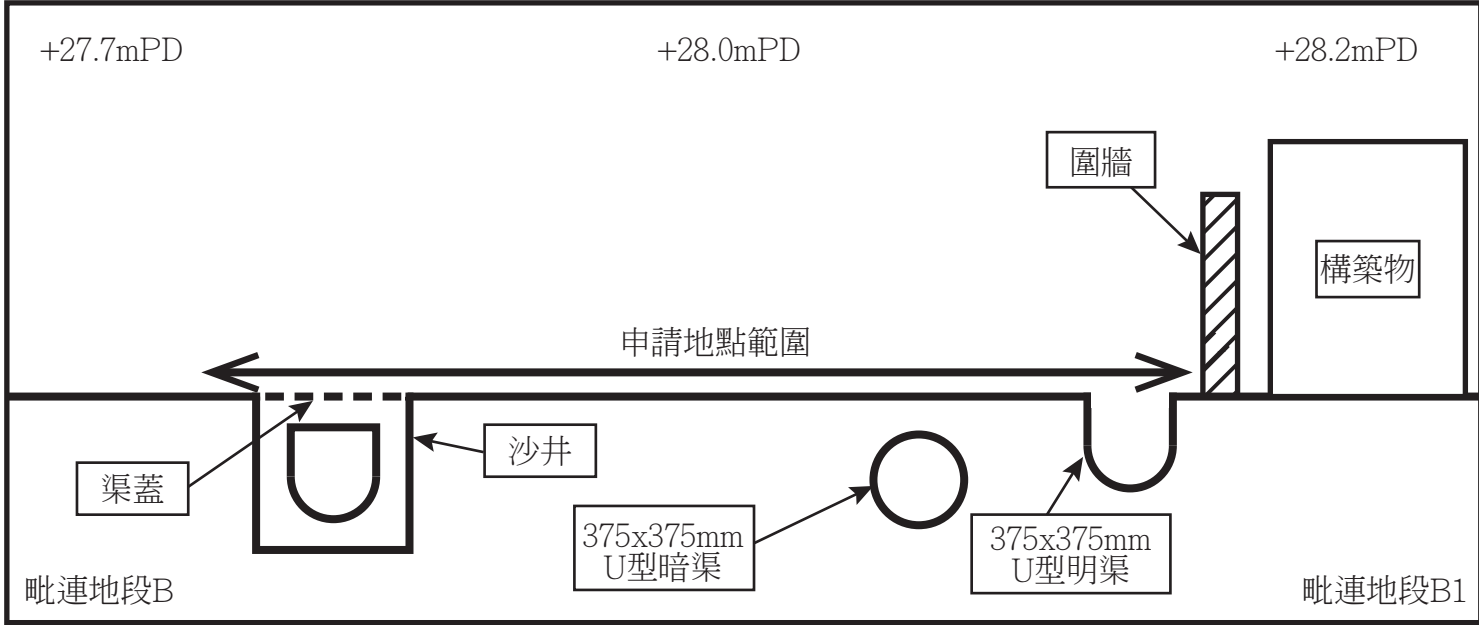 +27.7mPD
+28.0mPD
+28.2mPD
圍牆
構築物
申請地點範圍
渠蓋
沙井
375x375mm
U型暗渠
375x375mm
U型明渠
毗連地段B
毗連地段B1